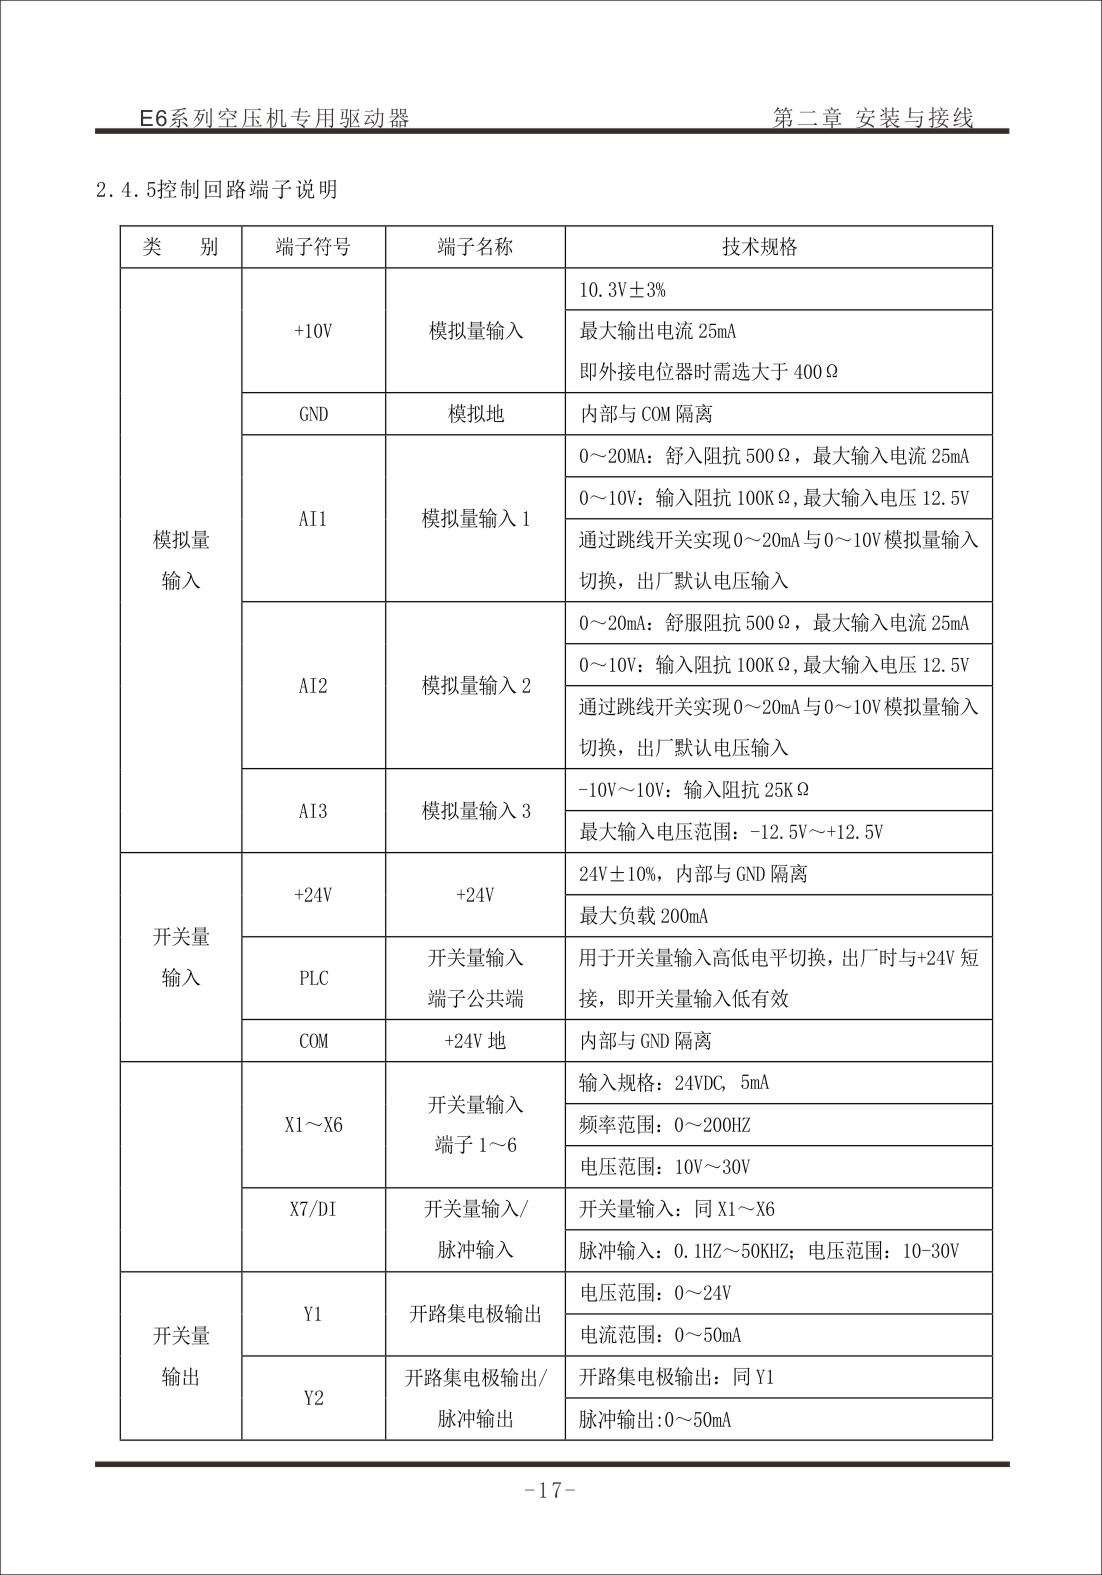 E6系列空压机专用驱动器 第二章 安装与接线
2.4.5控制回路端子说明
类 别 端子符号 端子名称 技术规格
模拟量
输入
+10V 模拟量输入
10.3V±3%
最大输出电流 25mA
即外接电位器时需选大于 400Ω
GND 模拟地 内部与 COM 隔离
AI1 模拟量输入 1
0～20MA：舒入阻抗 500Ω，最大输入电流 25mA
0～10V：输入阻抗 100KΩ,最大输入电压 12.5V
通过跳线开关实现0～20mA与0～10V模拟量输入
切换，出厂默认电压输入
AI2 模拟量输入 2
0～20mA：舒服阻抗 500Ω，最大输入电流 25mA
0～10V：输入阻抗 100KΩ,最大输入电压 12.5V
通过跳线开关实现0～20mA与0～10V模拟量输入
切换，出厂默认电压输入
AI3 模拟量输入 3
-10V～10V：输入阻抗 25KΩ
最大输入电压范围：-12.5V～+12.5V
开关量
输入
+24V +24V
24V±10%，内部与 GND 隔离
最大负载 200mA
PLC
开关量输入
端子公共端
用于开关量输入高低电平切换，出厂时与+24V 短
接，即开关量输入低有效
COM +24V 地 内部与 GND 隔离
X1～X6
开关量输入
端子 1～6
输入规格：24VDC, 5mA
频率范围：0～200HZ
电压范围：10V～30V
X7/DI
开关量输入/
脉冲输入
开关量输入：同 X1～X6
脉冲输入：0.1HZ～50KHZ；电压范围：10-30V
开关量
输出
Y1 开路集电极输出
电压范围：0～24V
电流范围：0～50mA
Y2
开路集电极输出/
脉冲输出
开路集电极输出：同 Y1
脉冲输出:0～50mA
-17-